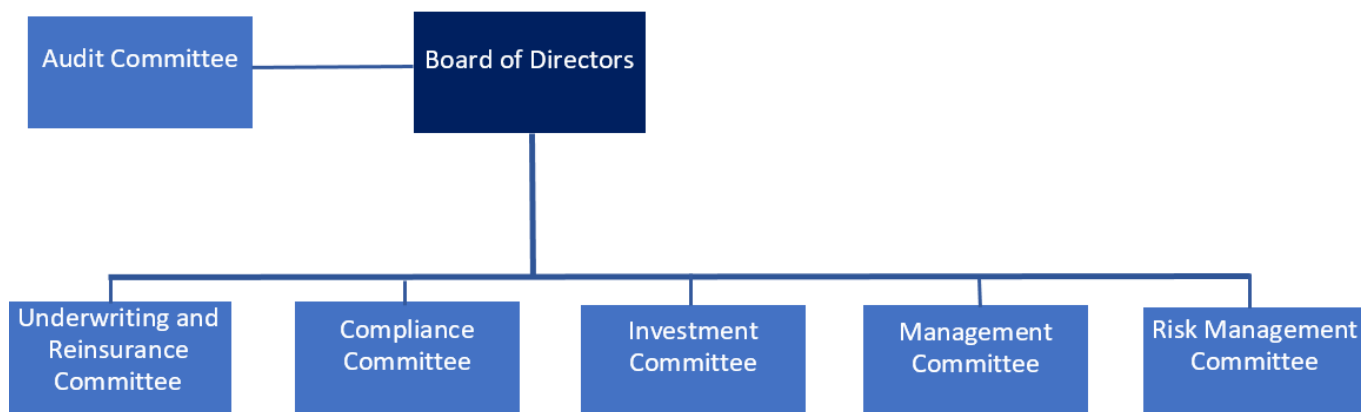 Audit Committee
Board of Directors
Underwriting and
Reinsurance
Committee
Compliance
Committee
Investment
Committee
Management
Committee
Risk Management
Committee